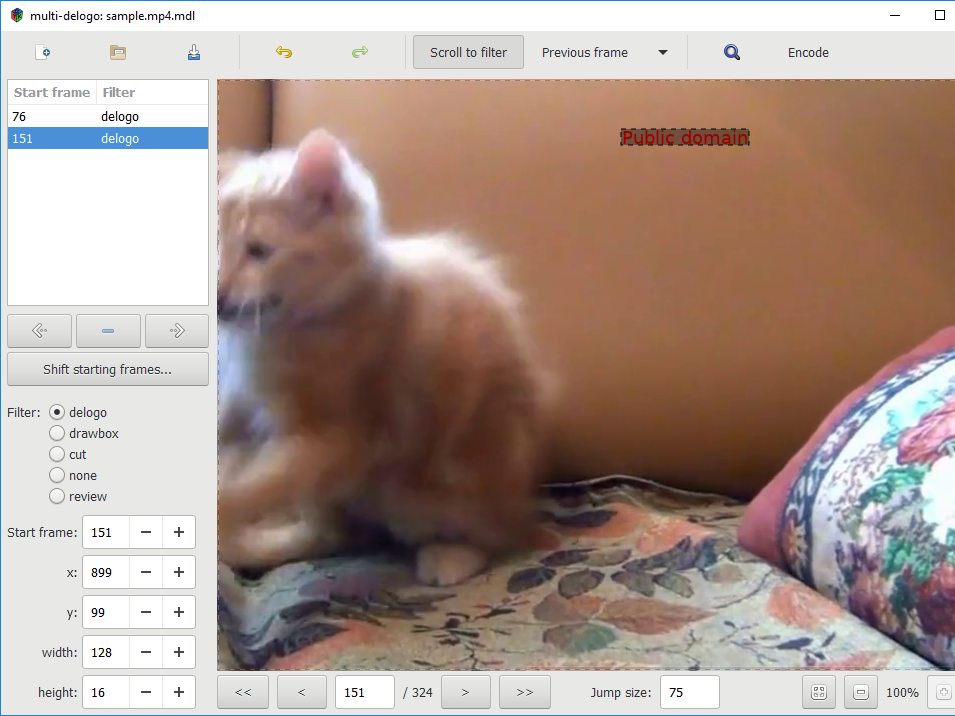 multi-delogo: sample.mp4.mdl
Scroll to filter Previous frame Encode
Start frame Filter
76 delogo
151 delogo
Public domain
Shift starting frames...
Filter: delogo
drawbox
cut
none
review
Start frame: 151 − +
x: 899 − +
y: 99 − +
width: 128 − +
height: 16 − +
<< < 151 / 324 > >> Jump size: 75 100%